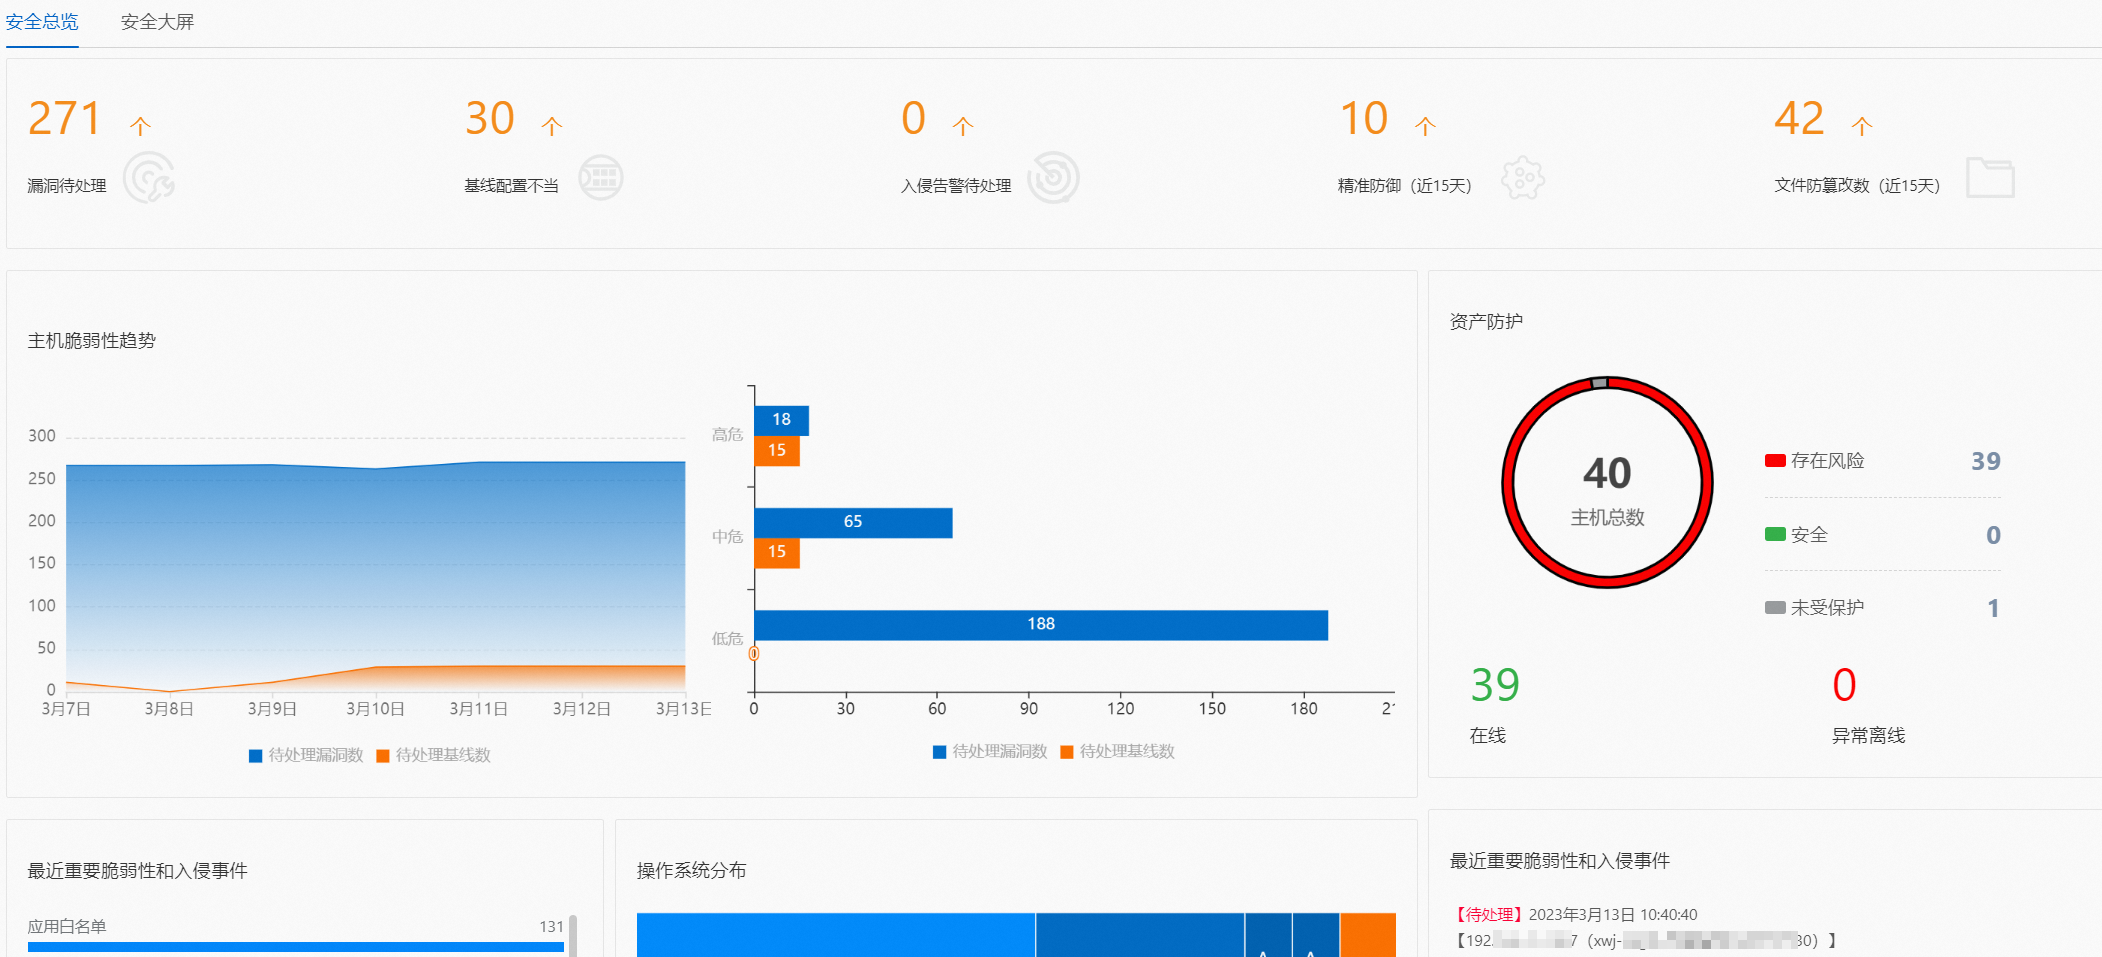 安全总览 安全大屏
271 个
漏洞待处理
30 个
基线配置不当
0 个
入侵告警待处理
10 个
精准防御（近15天）
42 个
文件防篡改数（近15天）
主机脆弱性趋势
300
250
200
150
100
50
0
3月7日 3月8日 3月9日 3月10日 3月11日 3月12日 3月13日
待处理漏洞数 待处理基线数
高危 18
15
中危 65
15
低危 188
0
0 30 60 90 120 150 180
待处理漏洞数 待处理基线数
资产防护
40
主机总数
存在风险 39
安全 0
未受保护 1
39
在线
0
异常离线
最近重要脆弱性和入侵事件
应用白名单 131
操作系统分布
最近重要脆弱性和入侵事件
【待处理】2023年3月13日 10:40:40
【192. 7（xwj- 30）】